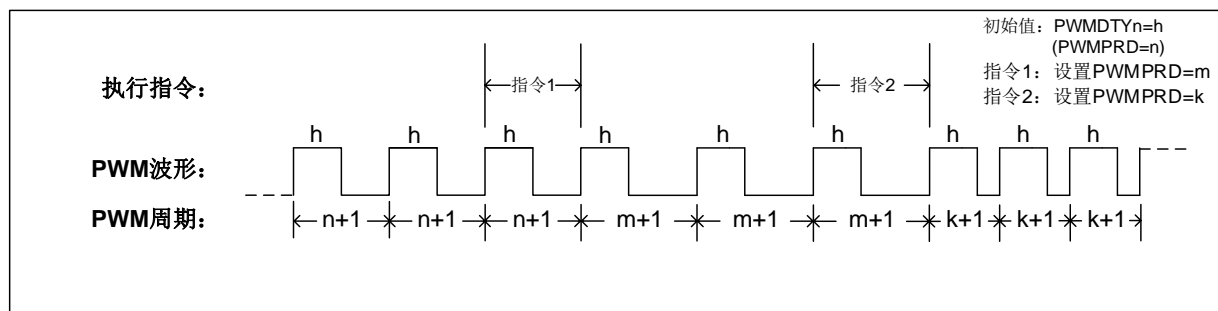 初始值：PWMDTYn=h
(PWMPRD=n)
指令1：设置PWMPRD=m
指令2：设置PWMPRD=k
执行指令： 指令1 指令2
h h h h h h h h h
PWM波形：
PWM周期： n+1 n+1 n+1 m+1 m+1 m+1 k+1 k+1 k+1